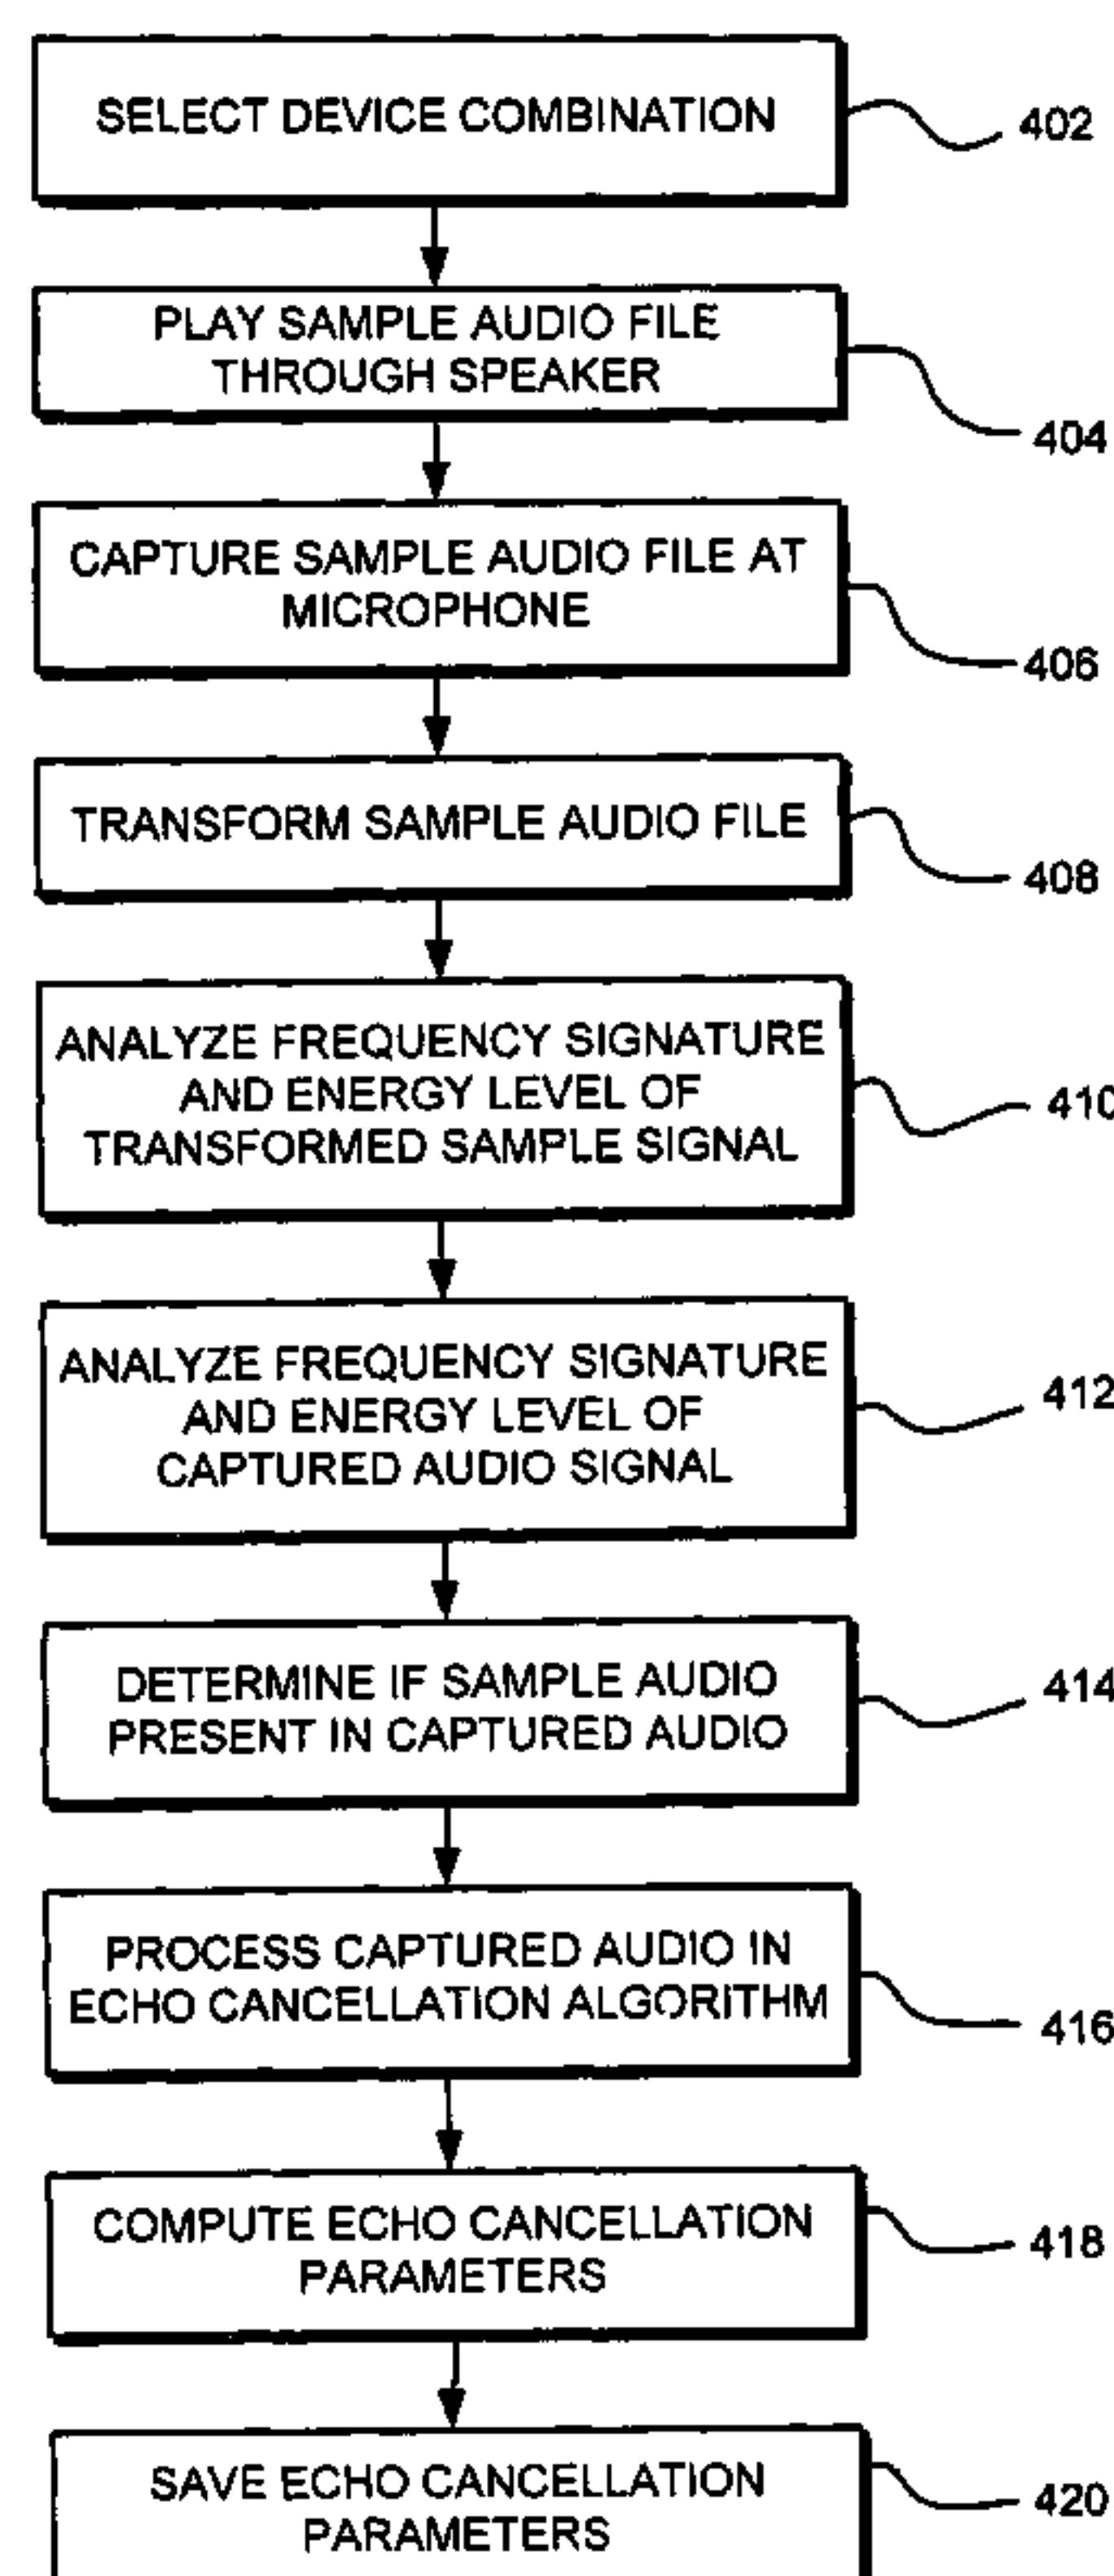 SELECT DEVICE COMBINATION
402
PLAY SAMPLE AUDIO FILE
THROUGH SPEAKER
404
CAPTURE SAMPLE AUDIO FILE AT
MICROPHONE
406
TRANSFORM SAMPLE AUDIO FILE
408
ANALYZE FREQUENCY SIGNATURE
AND ENERGY LEVEL OF
TRANSFORMED SAMPLE SIGNAL
410
ANALYZE FREQUENCY SIGNATURE
AND ENERGY LEVEL OF
CAPTURED AUDIO SIGNAL
412
DETERMINE IF SAMPLE AUDIO
PRESENT IN CAPTURED AUDIO
414
PROCESS CAPTURED AUDIO IN
ECHO CANCELLATION ALGORITHM
416
COMPUTE ECHO CANCELLATION
PARAMETERS
418
SAVE ECHO CANCELLATION
PARAMETERS
420